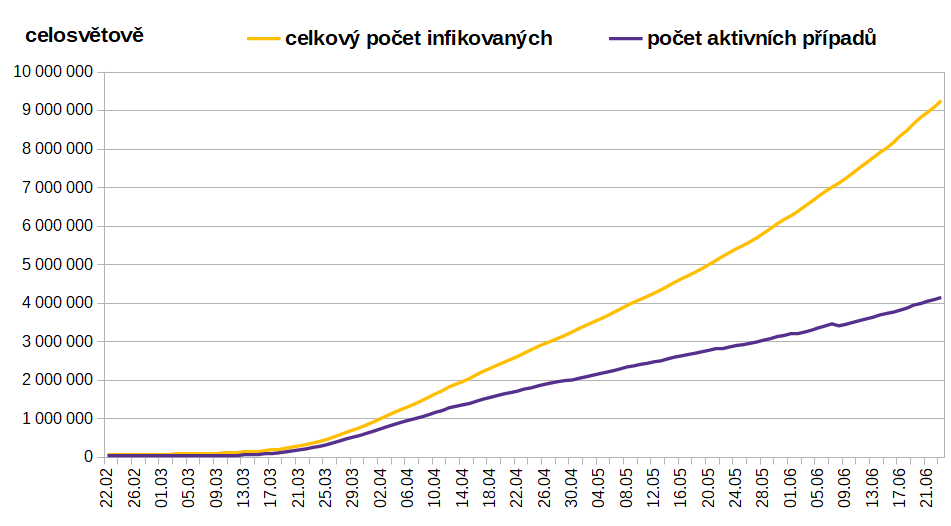 celosvětově
celkový počet infikovaných
počet aktivních případů
10 000 000
9 000 000
8 000 000
7 000 000
6 000 000
5 000 000
4 000 000
3 000 000
2 000 000
1 000 000
0
22.02
26.02
01.03
05.03
09.03
13.03
17.03
21.03
25.03
29.03
02.04
06.04
10.04
14.04
18.04
22.04
26.04
30.04
04.05
08.05
12.05
16.05
20.05
24.05
28.05
01.06
05.06
09.06
13.06
17.06
21.06